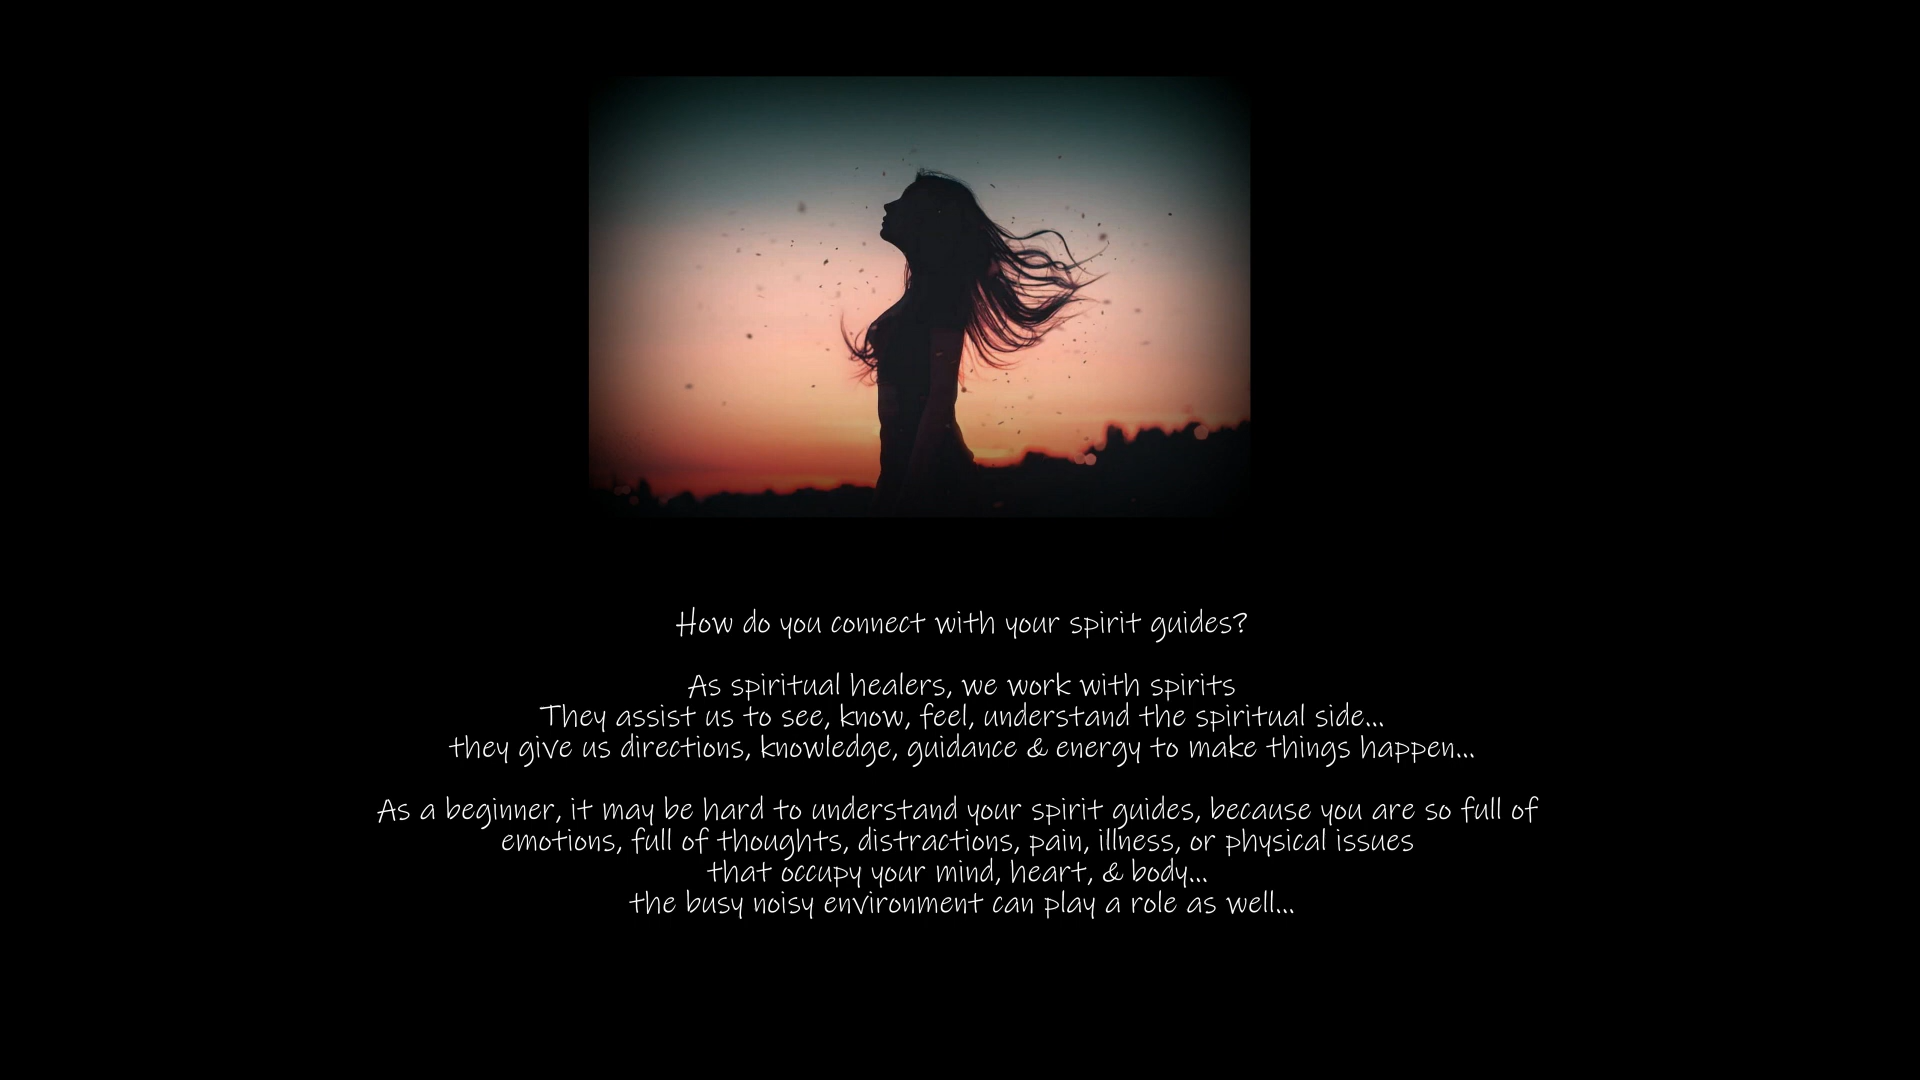 How do you connect with your spirit guides?
As spiritual healers, we work with spirits
They assist us to see, know, feel, understand the spiritual side...
they give us directions, knowledge, guidance & energy to make things happen...
As a beginner, it may be hard to understand your spirit guides, because you are so full of
emotions, full of thoughts, distractions, pain, illness, or physical issues
that occupy your mind, heart, & body...
the busy noisy environment can play a role as well...